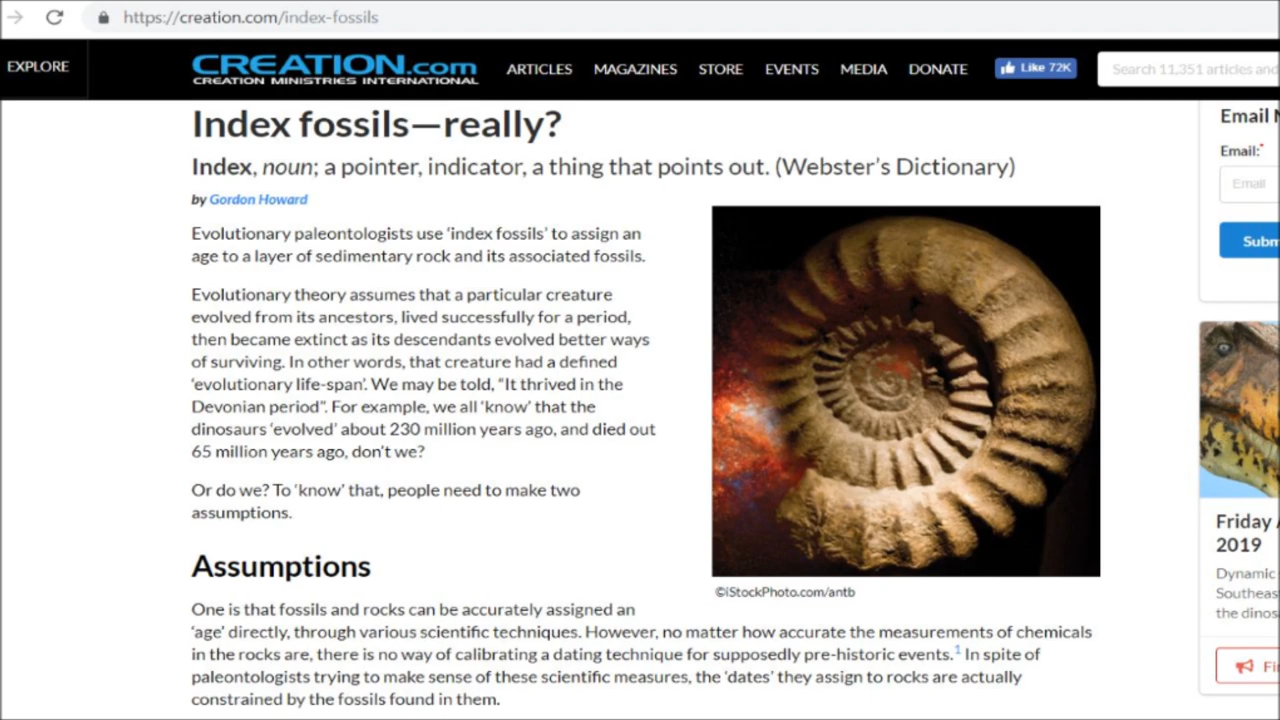 https://creation.com/index-fossils
EXPLORE
CREATION.com
CREATION MINISTRIES INTERNATIONAL
ARTICLES
MAGAZINES
STORE
EVENTS
MEDIA
DONATE
Like 72K
Search 11,351 articles and
Index fossils—really?
Index, noun; a pointer, indicator, a thing that points out. (Webster's Dictionary)
by Gordon Howard
Evolutionary paleontologists use 'index fossils' to assign an
age to a layer of sedimentary rock and its associated fossils.
Evolutionary theory assumes that a particular creature
evolved from its ancestors, lived successfully for a period,
then became extinct as its descendants evolved better ways
of surviving. In other words, that creature had a defined
'evolutionary life-span'. We may be told, "It thrived in the
Devonian period". For example, we all 'know' that the
dinosaurs 'evolved' about 230 million years ago, and died out
65 million years ago, don't we?
Or do we? To 'know' that, people need to make two
assumptions.
©iStockPhoto.com/antb
Assumptions
One is that fossils and rocks can be accurately assigned an
'age' directly, through various scientific techniques. However, no matter how accurate the measurements of chemicals
in the rocks are, there is no way of calibrating a dating technique for supposedly pre-historic events.1 In spite of
paleontologists trying to make sense of these scientific measures, the 'dates' they assign to rocks are actually
constrained by the fossils found in them.
Email
Email:*
Email
Friday
2019
Dynamic
Southeas
the dinos